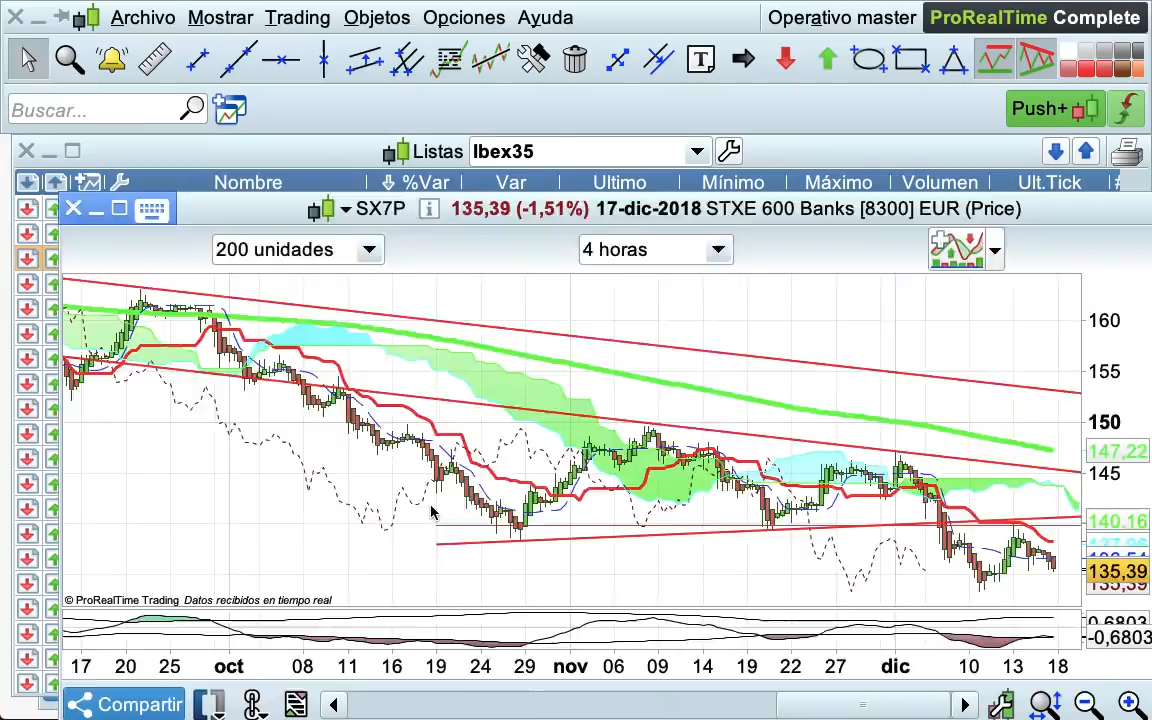 Archivo Mostrar Trading Objetos Opciones Ayuda Operativo master ProRealTime Complete
T
Buscar... Push+
Listas Ibex35
Nombre %Var Var Ultimo Mínimo Máximo Volumen Ult.Tick
SX7P i 135,39 (-1,51%) 17-dic-2018 STXE 600 Banks [8300] EUR (Price)
200 unidades 4 horas
160
155
150
147,22
145
140.16
135,39
135,39
© ProRealTime Trading Datos recibidos en tiempo real
0,6803
-0,6803
17 20 25 oct 08 11 16 19 24 29 nov 06 09 14 19 22 27 dic 10 13 18
Compartir